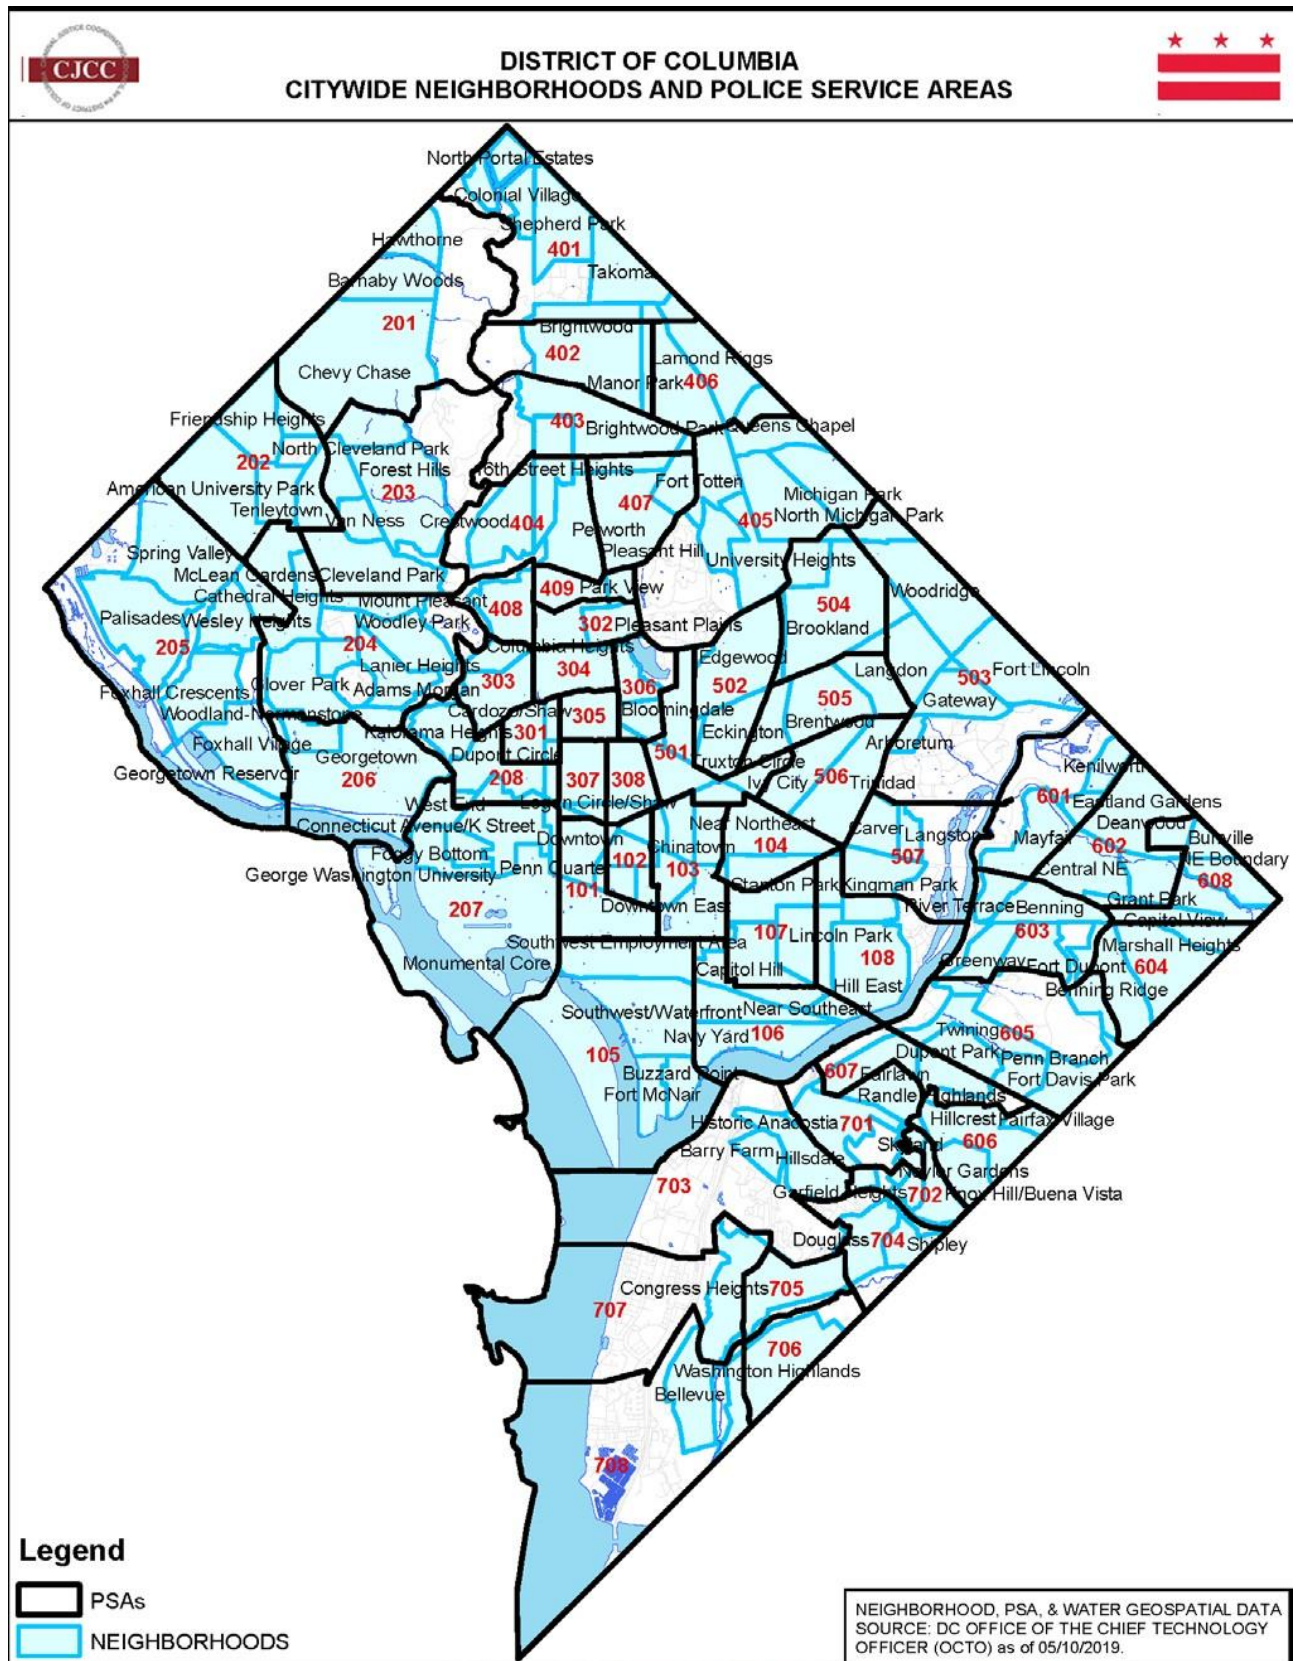 CJCC
DISTRICT OF COLUMBIA
CITYWIDE NEIGHBORHOODS AND POLICE SERVICE AREAS
North Portal Estates
Colonial Village
Shepherd Park
Hawthorne
401
Takoma
Barnaby Woods
201
Brightwood
402
Lamond Riggs
Chevy Chase
Manor Park
406
Friendship Heights
403
Brightwood Park
Queens Chapel
North Cleveland Park
202
Forest Hills
16th Street Heights
American University Park
203
Fort Totten
Michigan Park
Tenleytown
407
North Michigan Park
Van Ness
Crestwood
404
405
Petworth
Spring Valley
Pleasant Hill
University Heights
McLean Gardens
Cleveland Park
409
Park View
Woodridge
Cathedral Heights
Mount Pleasant
408
504
Palisades
Wesley Heights
Woodley Park
302
Pleasant Plains
Brookland
205
204
Columbia Heights
Edgewood
Lanier Heights
304
Langdon
Fort Lincoln
503
Foxhall Crescents
Glover Park
Adams Morgan
303
306
502
505
Gateway
Woodland-Normanstone
Cardozo/Shaw
305
Bloomingdale
Brentwood
Foxhall Village
Kalorama Heights
301
Eckington
Arboretum
Georgetown
Dupont Circle
501
Truxton Circle
Kenilworth
Georgetown Reservoir
206
208
307
308
Ivy City
506
Trinidad
601
West End
Logan Circle/Shaw
Eastland Gardens
Connecticut Avenue/K Street
Near Northeast
Carver
Langston
Deanwood
Burrville
Downtown
Chinatown
104
Mayfair
602
Foggy Bottom
102
507
NE Boundary
George Washington University
Penn Quarter
103
Central NE
608
101
Stanton Park
Kingman Park
Grant Park
207
Downtown East
River Terrace
Benning
Capitol View
107
Lincoln Park
603
Southwest Employment Area
Marshall Heights
Monumental Core
Capitol Hill
108
Greenway
Fort Dupont
604
Hill East
Benning Ridge
Southwest/Waterfront
Near Southeast
Navy Yard
106
Twining
605
105
Dupont Park
Penn Branch
Buzzard Point
607
Fairlawn
Fort Davis Park
Fort McNair
Randle Highlands
Historic Anacostia
701
Hillcrest
Fairfax Village
Barry Farm
Skyland
606
Hillsdale
Naylor Gardens
703
Garfield Heights
702
Knox Hill/Buena Vista
Douglass
704
Shipley
Congress Heights
705
707
706
Washington Highlands
Bellevue
708
Legend
PSAs
NEIGHBORHOODS
NEIGHBORHOOD, PSA, & WATER GEOSPATIAL DATA
SOURCE: DC OFFICE OF THE CHIEF TECHNOLOGY
OFFICER (OCTO) as of 05/10/2019.